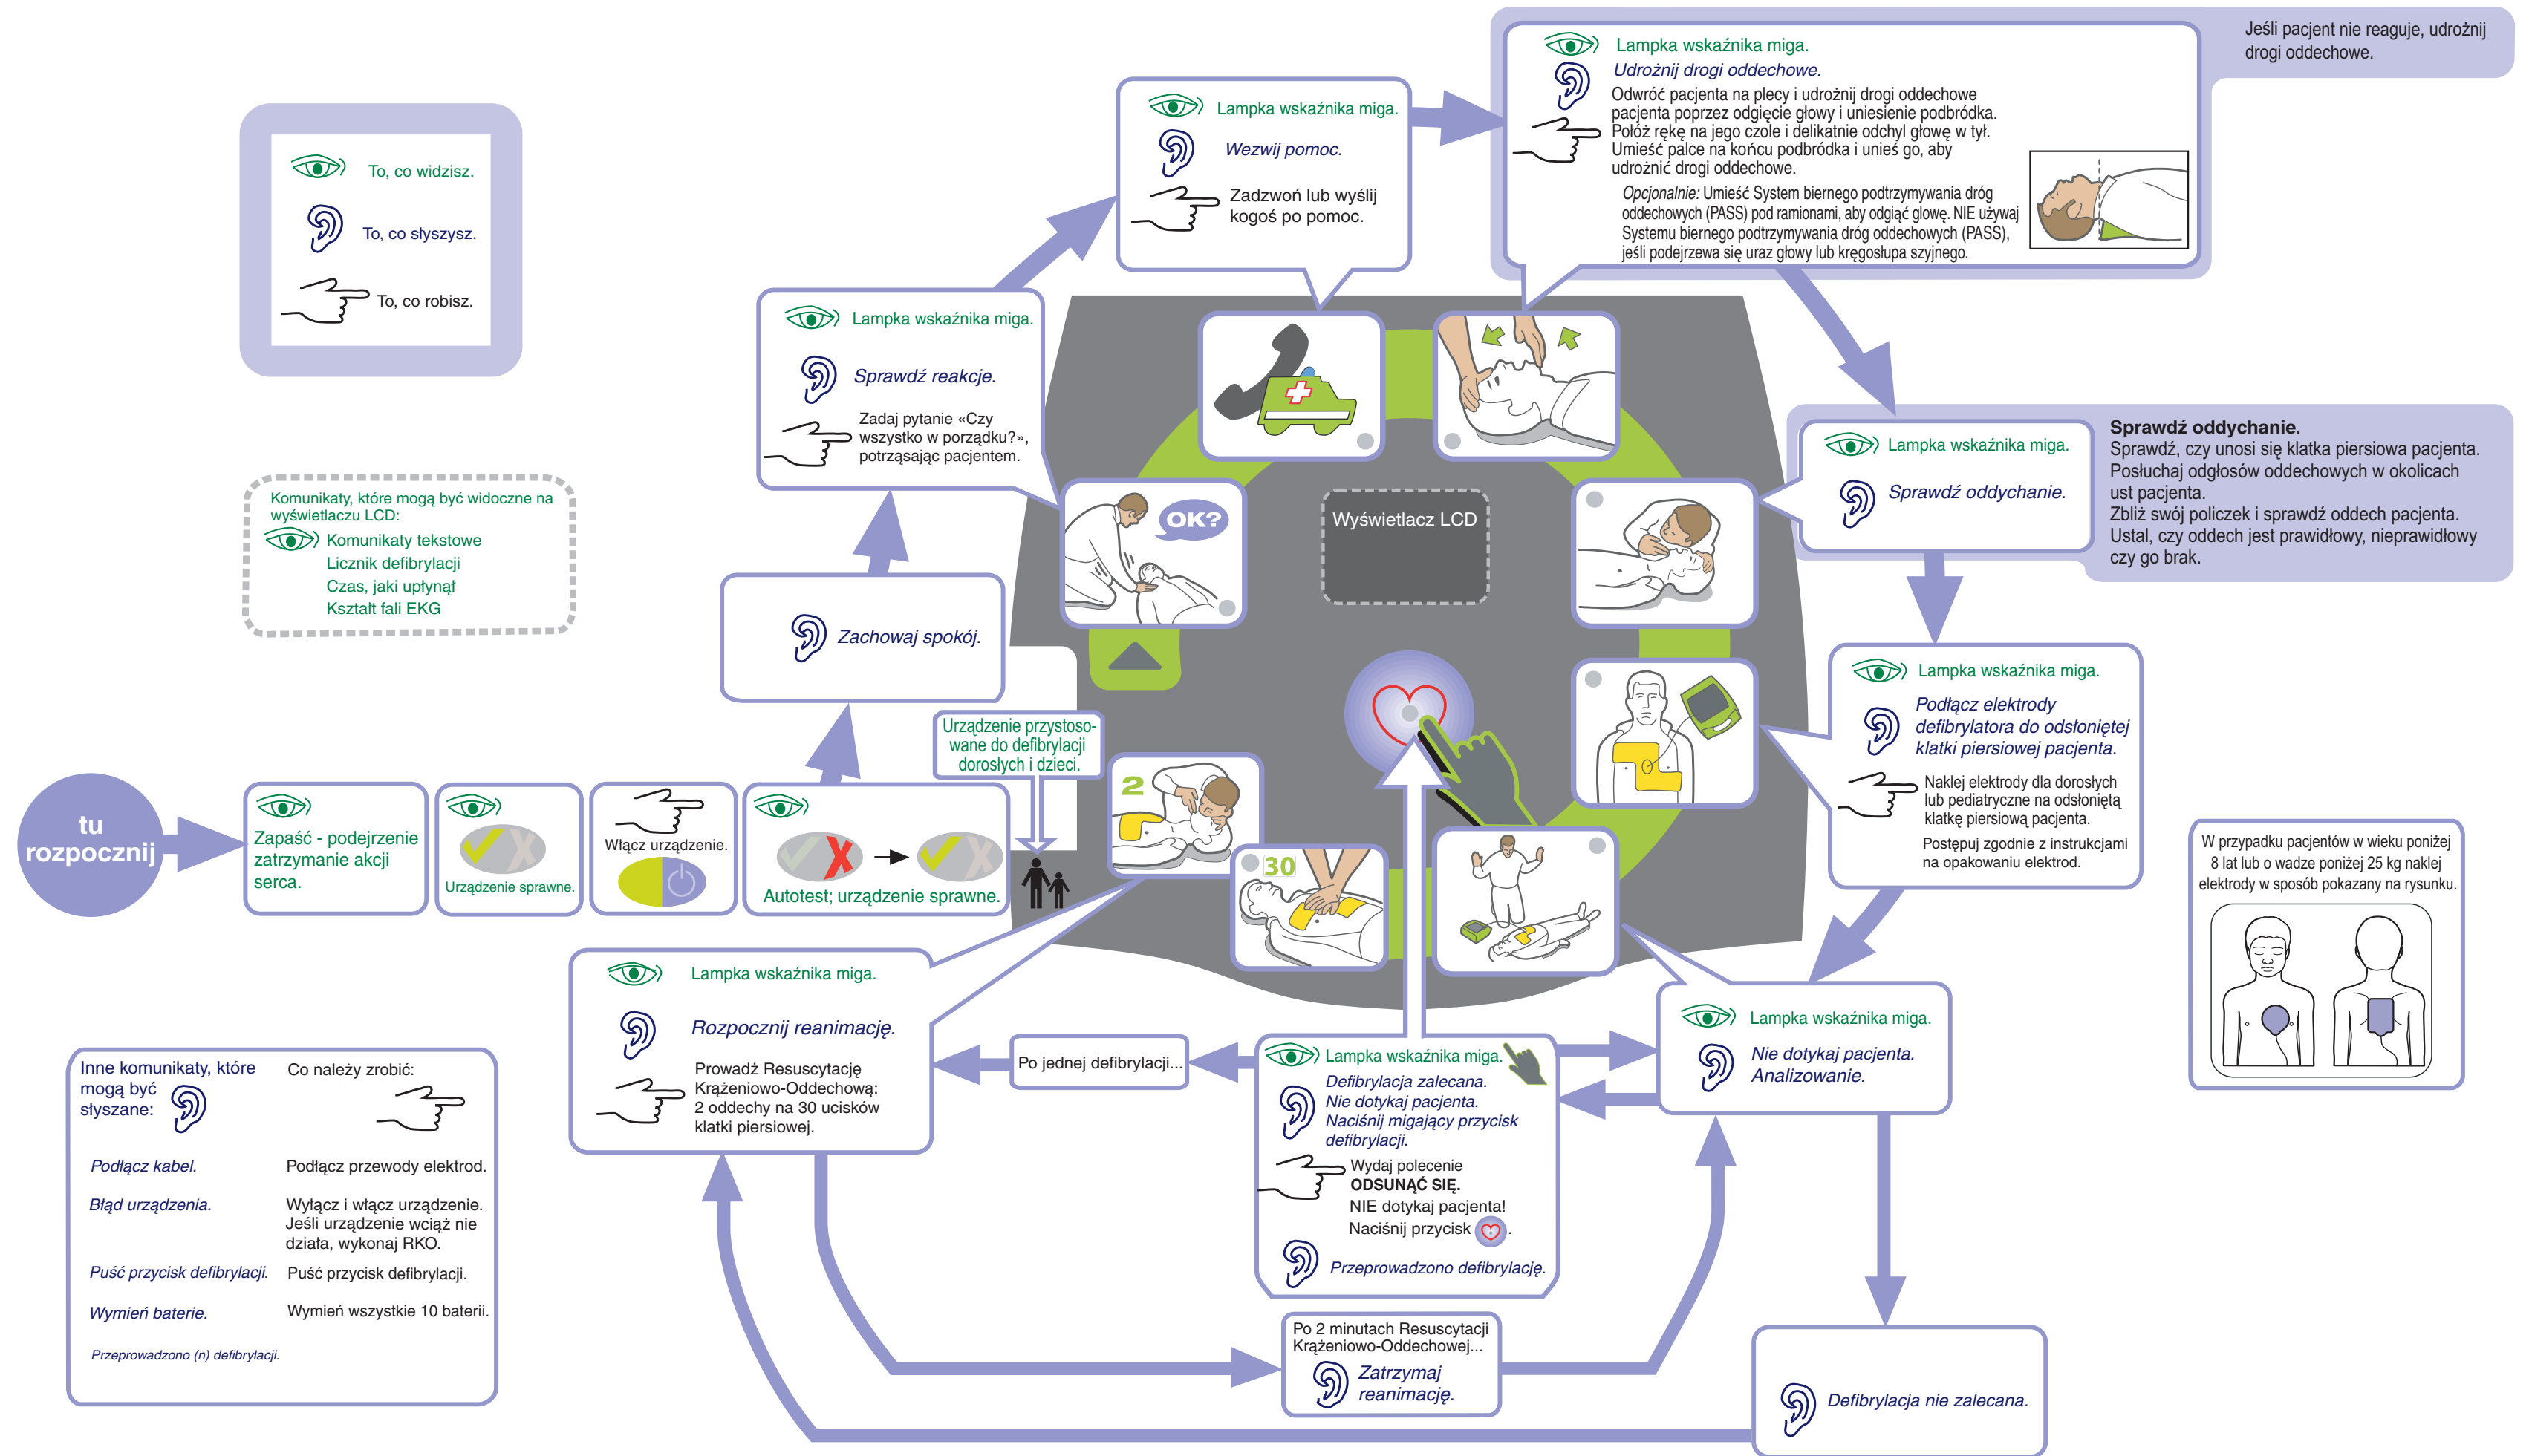 Jeśli pacjent nie reaguje, udrożnij
drogi oddechowe.
Lampka wskaźnika miga.
Udrożnij drogi oddechowe.
Odwróć pacjenta na plecy i udrożnij drogi oddechowe
pacjenta poprzez odgięcie głowy i uniesienie podbródka.
Połóż rękę na jego czole i delikatnie odchyl głowę w tył.
Umieść palce na końcu podbródka i unieś go, aby
udrożnić drogi oddechowe.
Opcjonalnie: Umieść System biernego podtrzymywania dróg
oddechowych (PASS) pod ramionami, aby odgiąć glowę. NIE używaj
Systemu biernego podtrzymywania dróg oddechowych (PASS),
jeśli podejrzewa się uraz głowy lub kręgosłupa szyjnego.
Lampka wskaźnika miga.
Wezwij pomoc.
Zadzwoń lub wyślij
kogoś po pomoc.
To, co widzisz.
To, co słyszysz.
To, co robisz.
Lampka wskaźnika miga.
Sprawdź reakcje.
Zadaj pytanie «Czy
wszystko w porządku?»,
potrząsając pacjentem.
Komunikaty, które mogą być widoczne na
wyświetlaczu LCD:
Komunikaty tekstowe
Licznik defibrylacji
Czas, jaki upłynął
Kształt fali EKG
OK?
Wyświetlacz LCD
Lampka wskaźnika miga.
Sprawdź oddychanie.
Sprawdź oddychanie.
Sprawdź, czy unosi się klatka piersiowa pacjenta.
Posłuchaj odgłosów oddechowych w okolicach
ust pacjenta.
Zbliż swój policzek i sprawdź oddech pacjenta.
Ustal, czy oddech jest prawidłowy, nieprawidłowy
czy go brak.
Zachowaj spokój.
Lampka wskaźnika miga.
Podłącz elektrody
defibrylatora do odsłoniętej
klatki piersiowej pacjenta.
Naklej elektrody dla dorosłych
lub pediatryczne na odsłoniętą
klatkę piersiową pacjenta.
Postępuj zgodnie z instrukcjami
na opakowaniu elektrod.
Urządzenie przystoso-
wane do defibrylacji
dorosłych i dzieci.
tu
rozpocznij
Zapaść - podejrzenie
zatrzymanie akcji
serca.
Urządzenie sprawne.
Włącz urządzenie.
Autotest; urządzenie sprawne.
2
30
W przypadku pacjentów w wieku poniżej
8 lat lub o wadze poniżej 25 kg naklej
elektrody w sposób pokazany na rysunku.
Lampka wskaźnika miga.
Rozpocznij reanimację.
Prowadź Resuscytację
Krążeniowo-Oddechową:
2 oddechy na 30 ucisków
klatki piersiowej.
Po jednej defibrylacji...
Lampka wskaźnika miga.
Defibrylacja zalecana.
Nie dotykaj pacjenta.
Naciśnij migający przycisk
defibrylacji.
Wydaj polecenie
ODSUNĄĆ SIĘ.
NIE dotykaj pacjenta!
Naciśnij przycisk .
Przeprowadzono defibrylację.
Lampka wskaźnika miga.
Nie dotykaj pacjenta.
Analizowanie.
Inne komunikaty, które
mogą być
słyszane:
Co należy zrobić:
Podłącz kabel.
Podłącz przewody elektrod.
Błąd urządzenia.
Wyłącz i włącz urządzenie.
Jeśli urządzenie wciąż nie
działa, wykonaj RKO.
Puść przycisk defibrylacji.
Puść przycisk defibrylacji.
Wymień baterie.
Wymień wszystkie 10 baterii.
Przeprowadzono (n) defibrylacji.
Po 2 minutach Resuscytacji
Krążeniowo-Oddechowej...
Zatrzymaj
reanimację.
Defibrylacja nie zalecana.